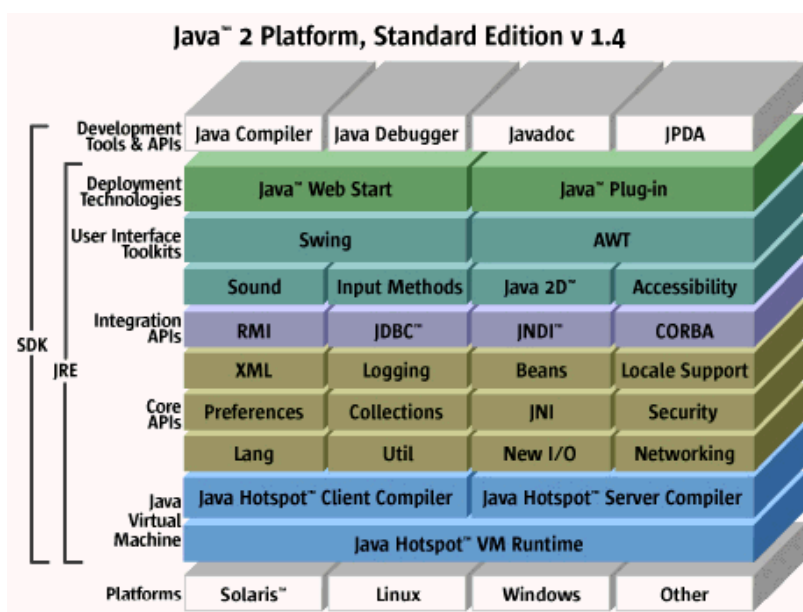 Java™ 2 Platform, Standard Edition v 1.4
Development
Tools & APIs
Java Compiler Java Debugger Javadoc JPDA
Deployment
Technologies
Java™ Web Start Java™ Plug-in
User Interface
Toolkits
Swing AWT
Sound Input Methods Java 2D™ Accessibility
Integration
APIs
RMI JDBC™ JNDI™ CORBA
SDK
JRE
XML Logging Beans Locale Support
Core
APIs
Preferences Collections JNI Security
Lang Util New I/O Networking
Java
Virtual
Machine
Java Hotspot™ Client Compiler Java Hotspot™ Server Compiler
Java Hotspot™ VM Runtime
Platforms Solaris™ Linux Windows Other